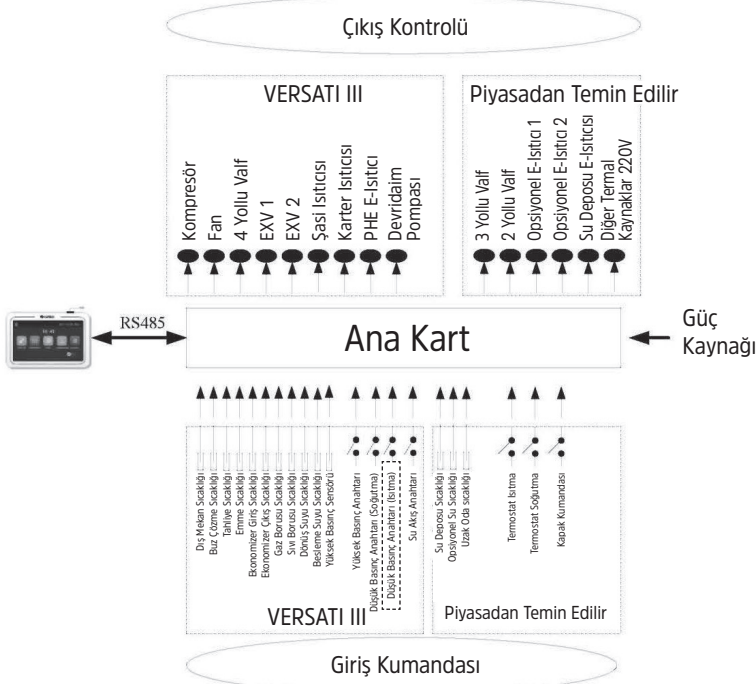 Çıkış Kontrolü
VERSATI III
Piyasadan Temin Edilir
Kompresör
Fan
4 Yollu Valf
EXV 1
EXV 2
Şasi Isıtıcısı
Karter Isıtıcısı
PHE E-Isıtıcı
Devridaim
Pompası
3 Yollu Valf
2 Yollu Valf
Opsiyonel E-Isıtıcı 1
Opsiyonel E-Isıtıcı 2
Su Deposu E-Isıtıcısı
Diğer Termal
Kaynaklar 220V
RS485
Ana Kart
Güç
Kaynağı
Dış Mekan Sıcaklığı
Buz Çözme Sıcaklığı
Tahliye Sıcaklığı
Emme Sıcaklığı
Ekonomizer Giriş Sıcaklığı
Ekonomizer Çıkış Sıcaklığı
Gaz Borusu Sıcaklığı
Sıvı Borusu Sıcaklığı
Dönüş Suyu Sıcaklığı
Besleme Suyu Sıcaklığı
Yüksek Basınç Sensörü
Yüksek Basınç Anahtarı
Düşük Basınç Anahtarı (Soğutma)
Düşük Basınç Anahtarı (Isıtma)
Su Akış Anahtarı
Su Deposu Sıcaklığı
Opsiyonel Su Sıcaklığı
Uzak Oda sıcaklığı
Termostat Isıtma
Termostat Soğutma
Kapak Kumandası
VERSATI III
Piyasadan Temin Edilir
Giriş Kumandası